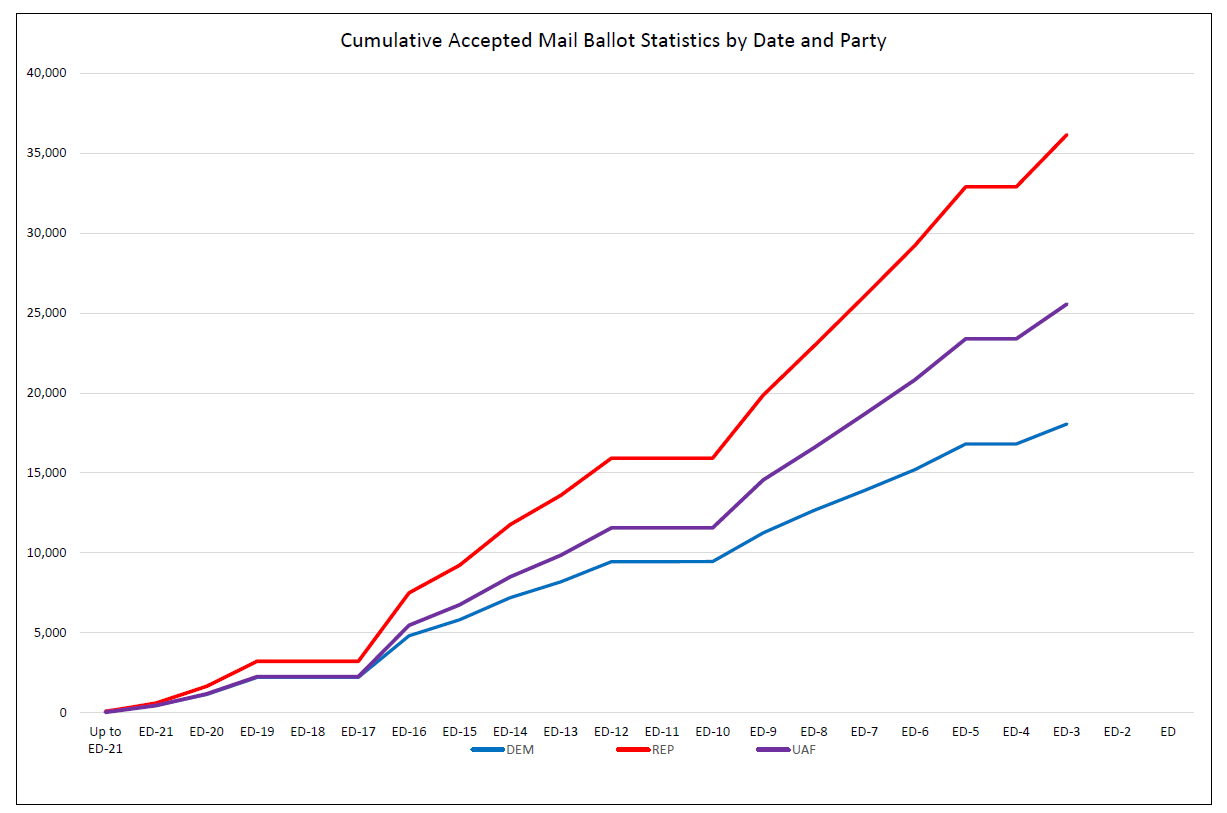 Cumulative Accepted Mail Ballot Statistics by Date and Party
40,000
35,000
30,000
25,000
20,000
15,000
10,000
5,000
0
Up to ED-21 ED-20 ED-19 ED-18 ED-17 ED-16 ED-15 ED-14 ED-13 ED-12 ED-11 ED-10 ED-9 ED-8 ED-7 ED-6 ED-5 ED-4 ED-3 ED-2 ED
ED-21
DEM REP UAF